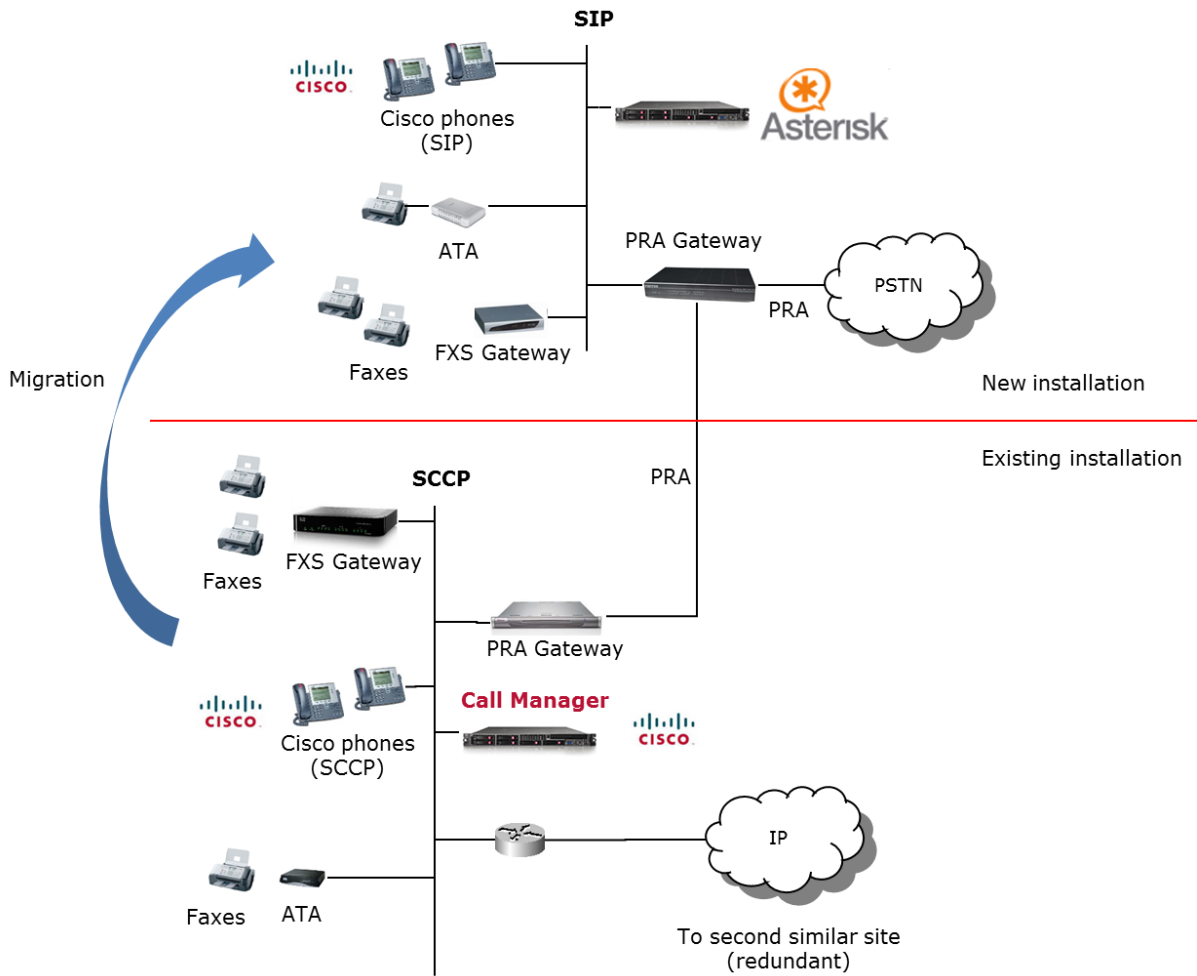 SIP
CISCO.
Cisco phones
(SIP)
Asterisk
ATA
PRA Gateway
PSTN
PRA
FXS Gateway
Faxes
Migration
New installation
Existing installation
SCCP
PRA
FXS Gateway
Faxes
PRA Gateway
Call Manager
CISCO.
CISCO.
Cisco phones
(SCCP)
IP
Faxes
ATA
To second similar site
(redundant)